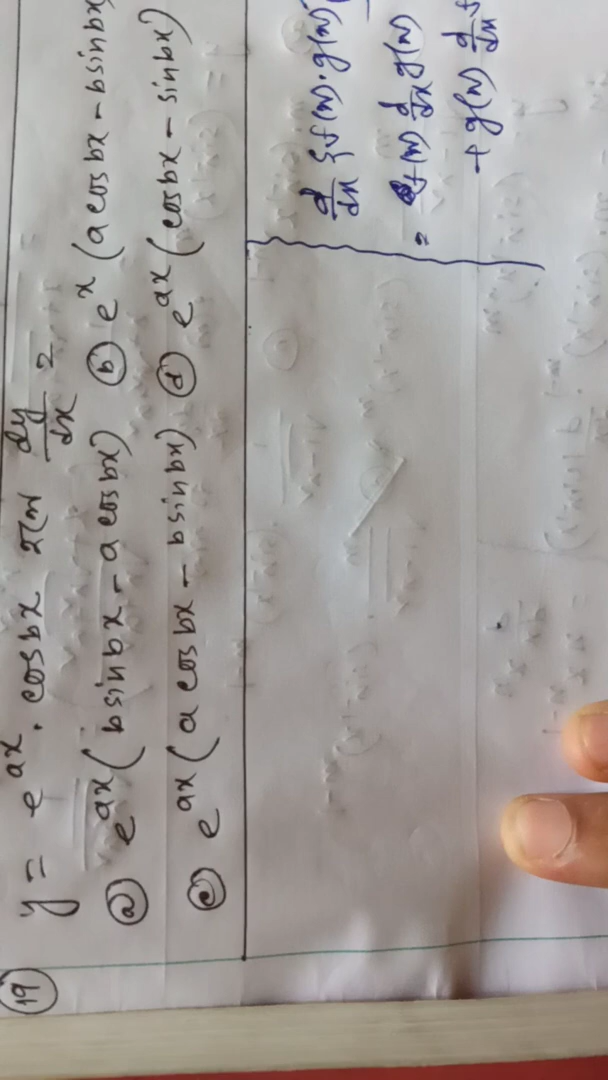 (19) y = e^{ax}. cos bx হলে dy/dx =
(a) e^{ax}(b sin bx - a cos bx) (b) e^x (a cos bx - b sin bx
(c) e^{ax}(a cos bx - b sin bx) (d) e^{ax}(cos bx - sin bx)
d/dx {f(x).g(x)
= f(x) d/dx g(x)
+ g(x) d/dx f